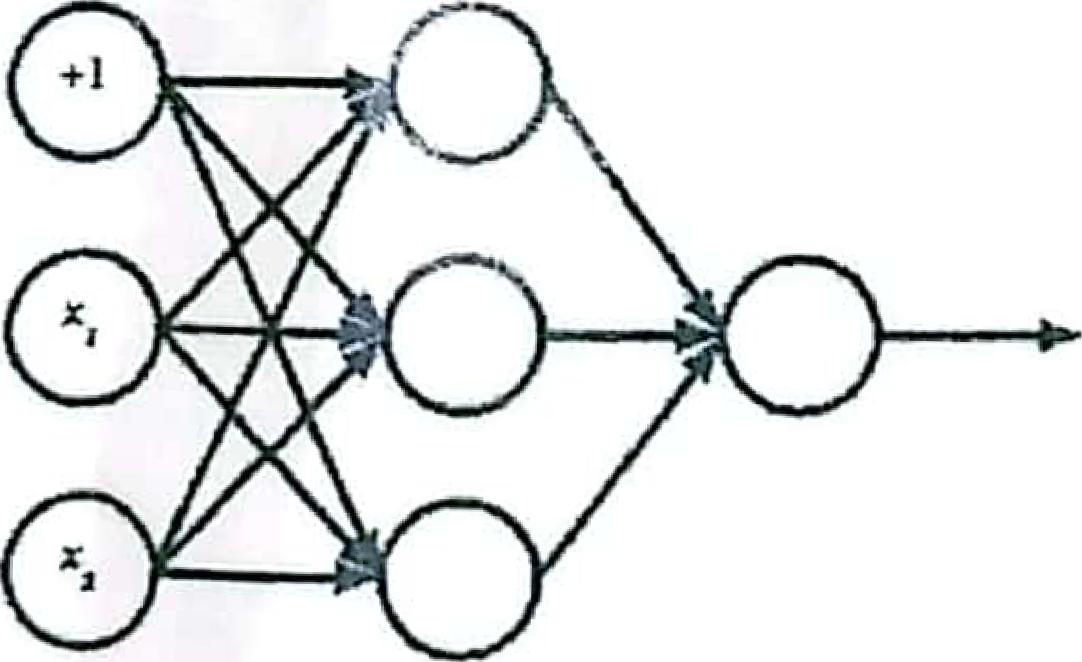 +1
x₁
x₂